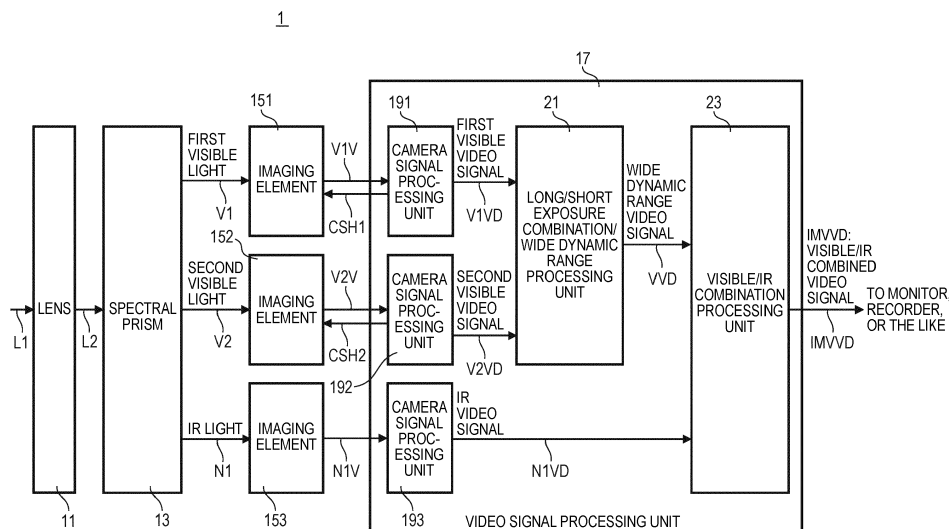 1
17
151
191
21
23
FIRST
VISIBLE
LIGHT
V1
IMAGING
ELEMENT
V1V
CSH1
CAMERA
SIGNAL
PROC-
ESSING
UNIT
FIRST
VISIBLE
VIDEO
SIGNAL
V1VD
LONG/SHORT
EXPOSURE
COMBINATION/
WIDE DYNAMIC
RANGE
PROCESSING
UNIT
WIDE
DYNAMIC
RANGE
VIDEO
SIGNAL
VVD
VISIBLE/IR
COMBINATION
PROCESSING
UNIT
IMVVD:
VISIBLE/IR
COMBINED
VIDEO
SIGNAL
IMVVD
TO MONITOR,
RECORDER,
OR THE LIKE
L1
LENS
L2
SPECTRAL
PRISM
152
SECOND
VISIBLE
LIGHT
V2
IMAGING
ELEMENT
V2V
CSH2
192
CAMERA
SIGNAL
PROC-
ESSING
UNIT
SECOND
VISIBLE
VIDEO
SIGNAL
V2VD
IR LIGHT
N1
IMAGING
ELEMENT
N1V
CAMERA
SIGNAL
PROC-
ESSING
UNIT
IR
VIDEO
SIGNAL
N1VD
11
13
153
193
VIDEO SIGNAL PROCESSING UNIT